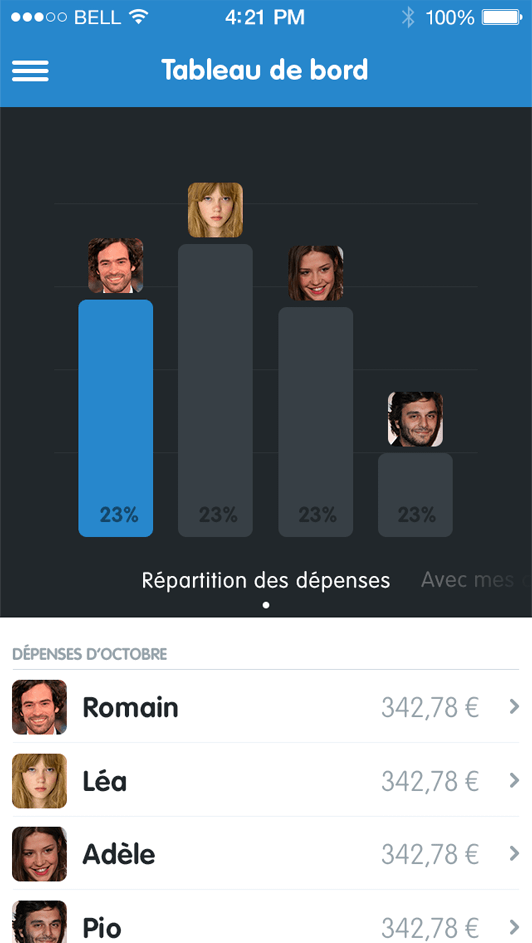 BELL 4:21 PM 100%
Tableau de bord
23% 23% 23% 23%
Répartition des dépenses Avec mes
DÉPENSES D'OCTOBRE
Romain 342,78 €
Léa 342,78 €
Adèle 342,78 €
Pio 342,78 €